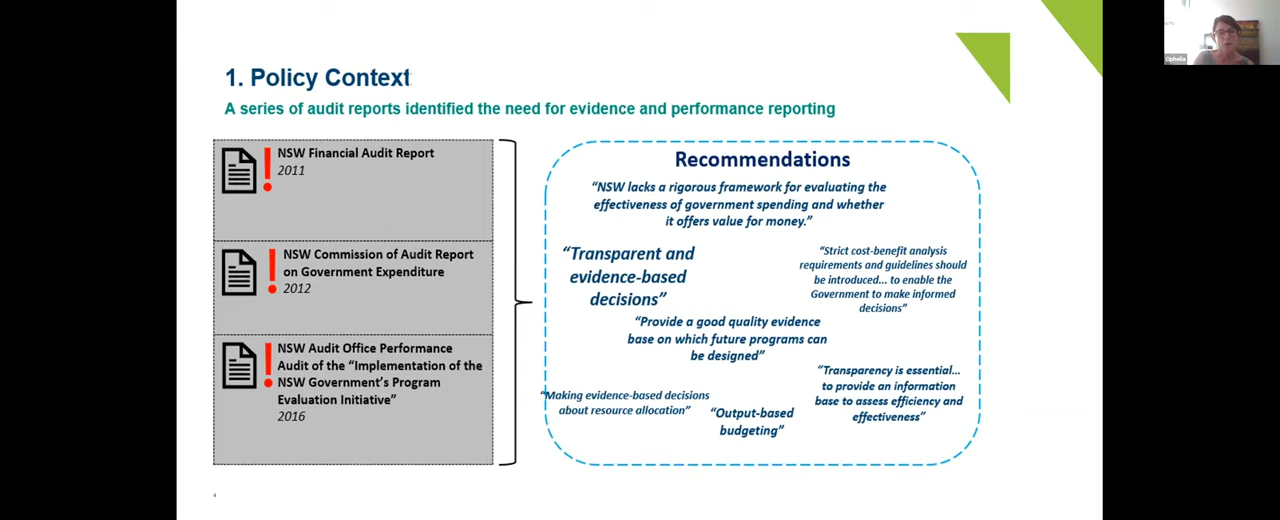 1. Policy Context
A series of audit reports identified the need for evidence and performance reporting
NSW Financial Audit Report
2011
NSW Commission of Audit Report
on Government Expenditure
2012
NSW Audit Office Performance
Audit of the “Implementation of the
NSW Government’s Program
Evaluation Initiative”
2016
Recommendations
“NSW lacks a rigorous framework for evaluating the
effectiveness of government spending and whether
it offers value for money.”
“Transparent and
evidence-based
decisions”
“Strict cost-benefit analysis
requirements and guidelines should
be introduced... to enable the
Government to make informed
decisions”
“Provide a good quality evidence
base on which future programs can
be designed”
“Transparency is essential...
to provide an information
base to assess efficiency and
effectiveness”
“Making evidence-based decisions
about resource allocation”
“Output-based
budgeting”
4
Ophelia